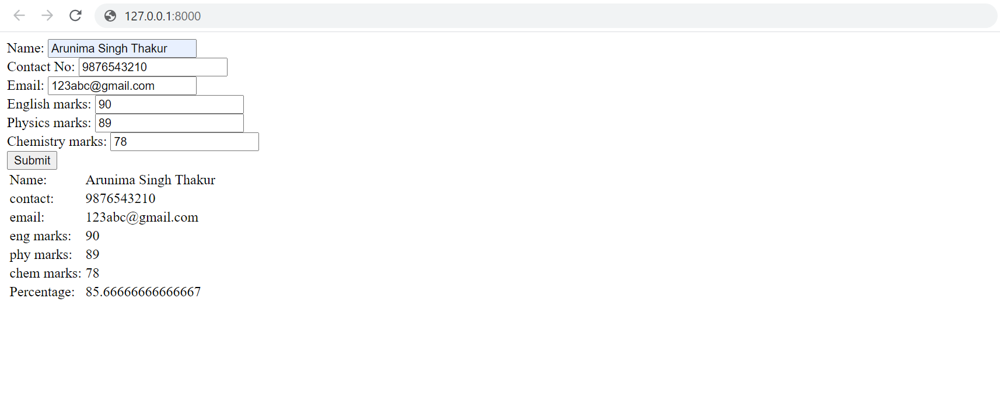 127.0.0.1:8000
Name: Arunima Singh Thakur
Contact No: 9876543210
Email: 123abc@gmail.com
English marks: 90
Physics marks: 89
Chemistry marks: 78
Submit
Name: Arunima Singh Thakur
contact: 9876543210
email: 123abc@gmail.com
eng marks: 90
phy marks: 89
chem marks: 78
Percentage: 85.66666666666667